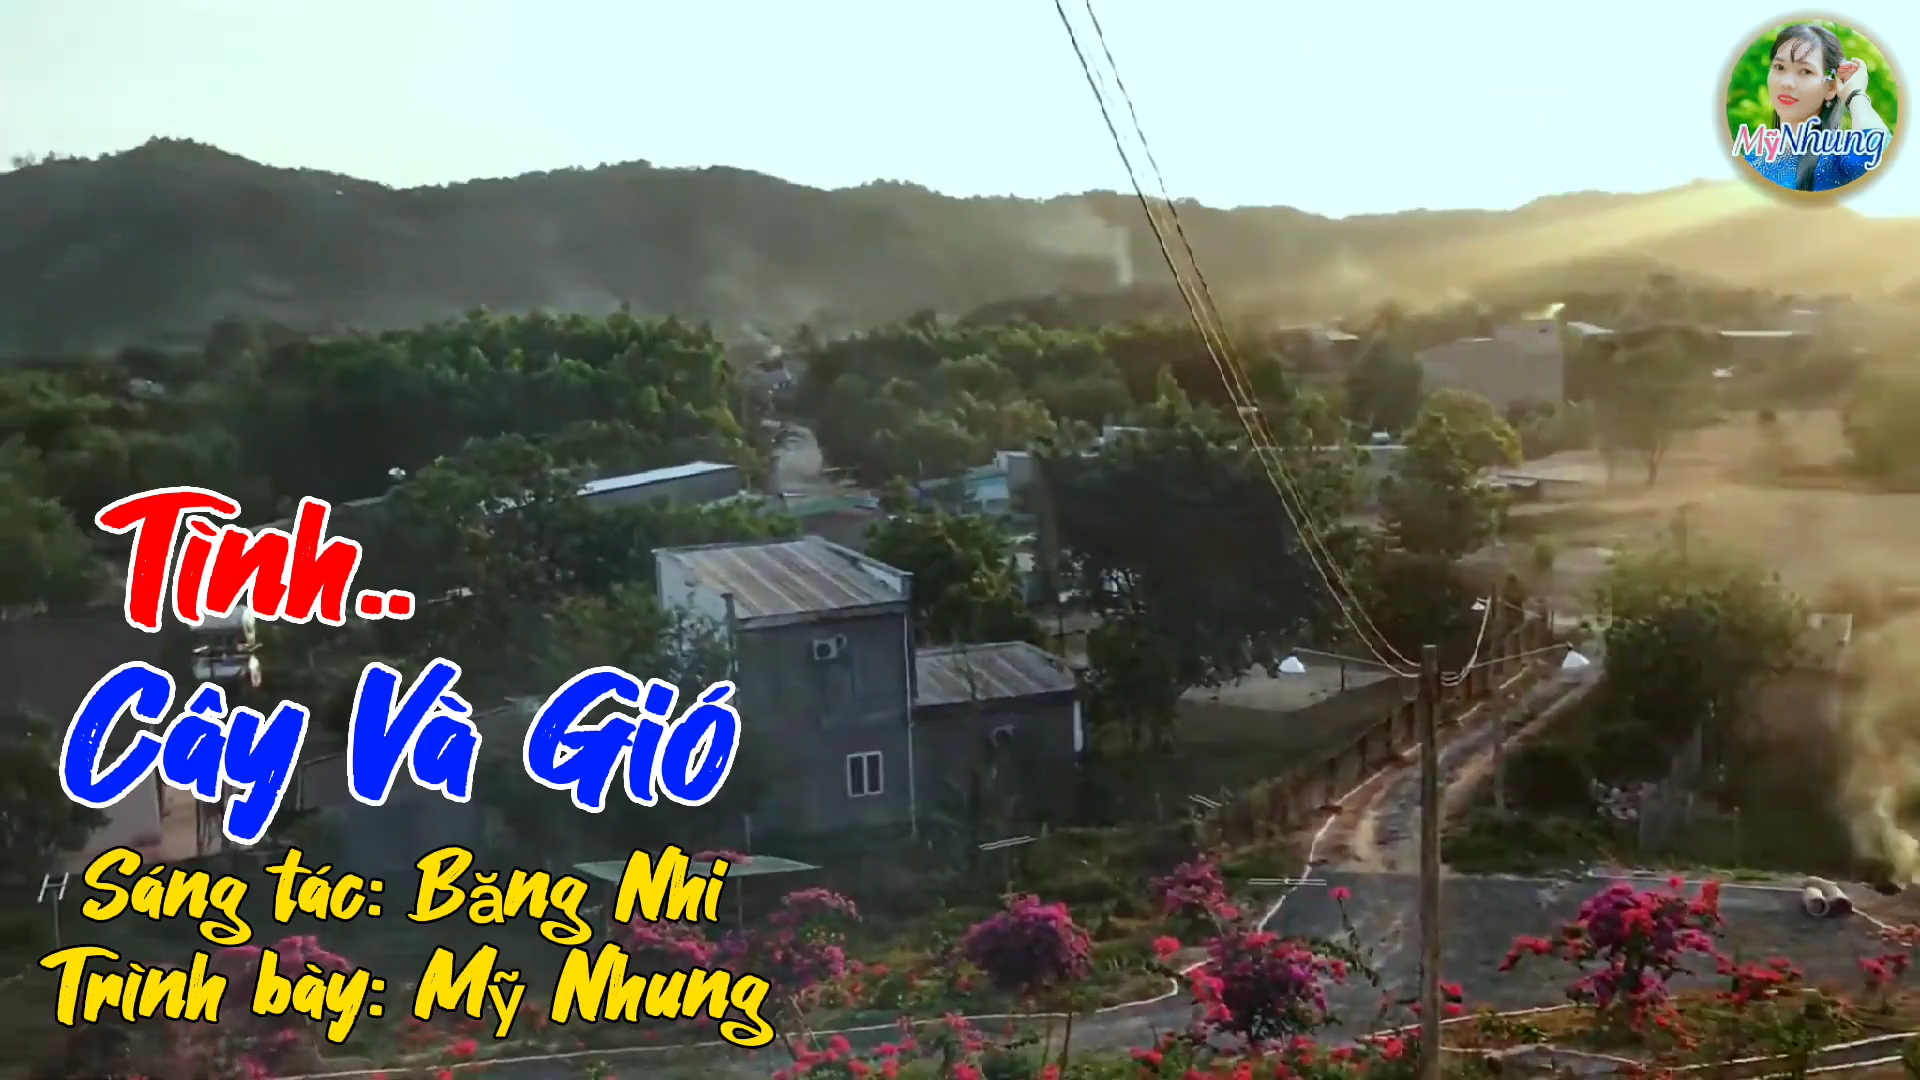 MỹNhung
Tình..
Cây Và Gió
Sáng tác: Băng Nhi
Trình bày: Mỹ Nhung